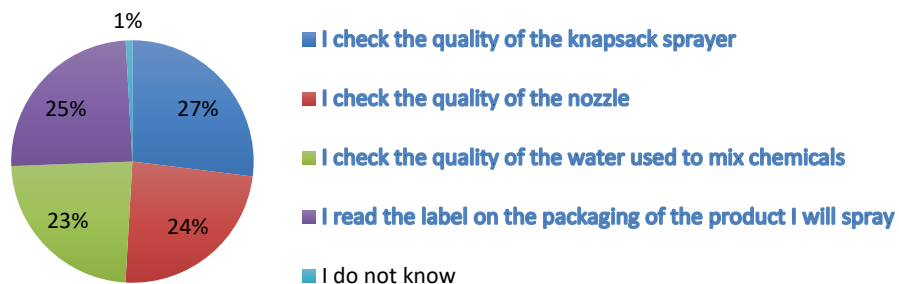 1%
27%
24%
23%
25%
I check the quality of the knapsack sprayer
I check the quality of the nozzle
I check the quality of the water used to mix chemicals
I read the label on the packaging of the product I will spray
I do not know